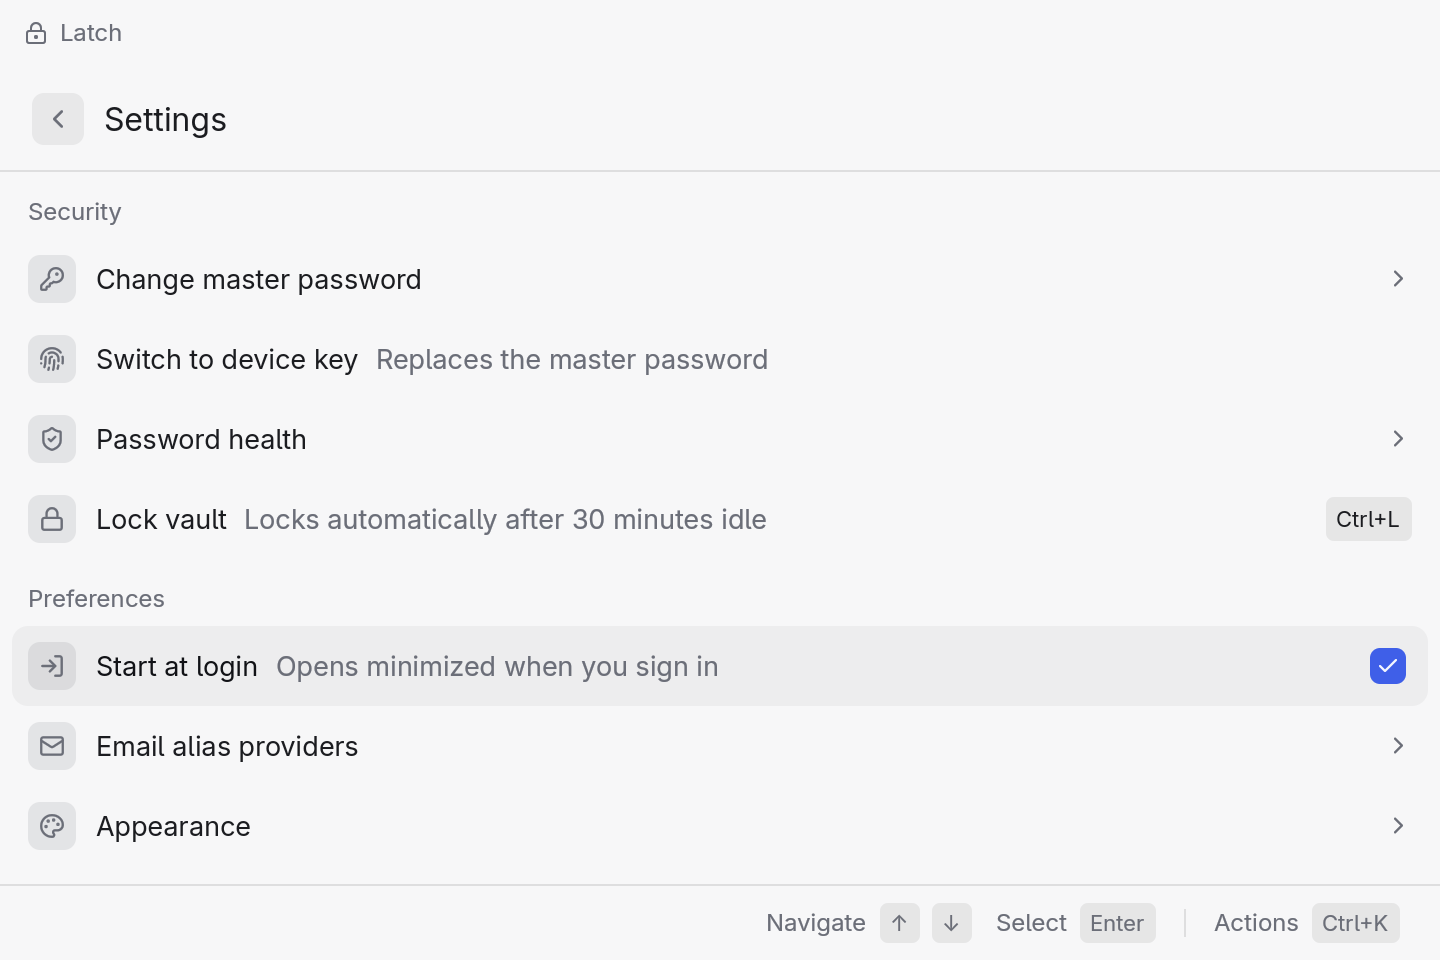 Latch
Settings
Security
Change master password
Switch to device key Replaces the master password
Password health
Lock vault Locks automatically after 30 minutes idle Ctrl+L
Preferences
Start at login Opens minimized when you sign in
Email alias providers
Appearance
Navigate ↑ ↓ Select Enter Actions Ctrl+K